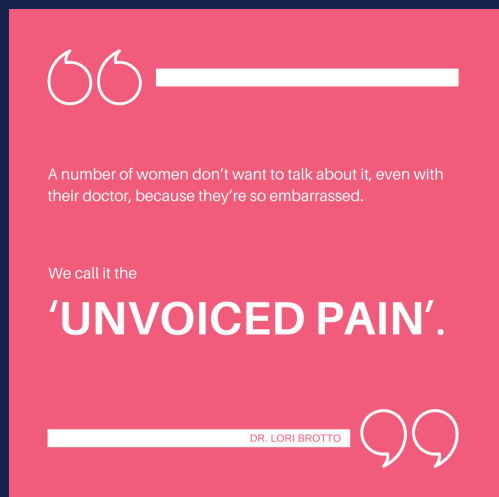 A number of women don’t want to talk about it, even with
their doctor, because they’re so embarrassed.
We call it the
‘UNVOICED PAIN’.
DR. LORI BROTTO